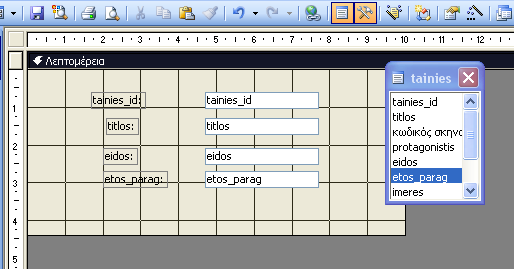 1 2 3 4 5 6 7 8 9 10 11 12
Λεπτομέρεια
1
2
3
4
5
tainies_id: tainies_id
titlos: titlos
eidos: eidos
etos_parag: etos_parag
tainies
tainies_id
titlos
κωδικός σκηνο
protagonistis
eidos
etos_parag
imeres